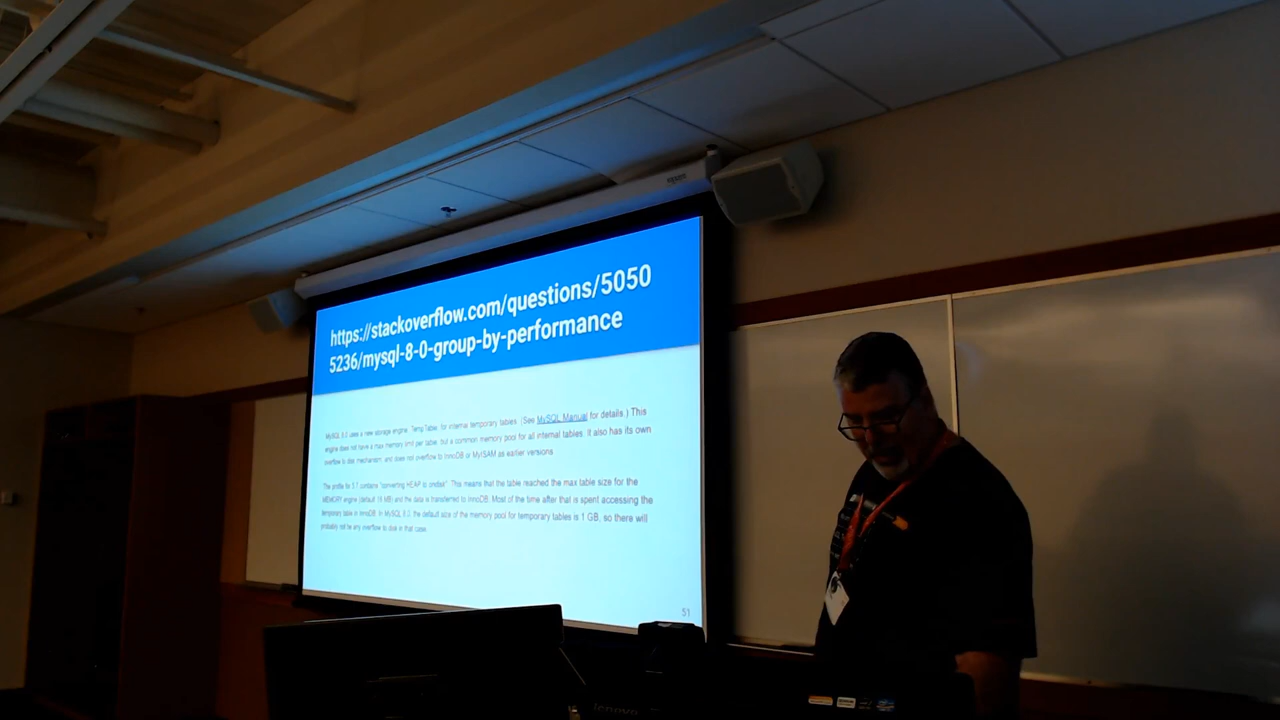 https://stackoverflow.com/questions/5050
5236/mysql-8-0-group-by-performance
MySQL 8.0 uses a new storage engine, TempTable, for internal temporary tables. (See MySQL Manual for details.) This
engine does not have a max memory limit per table, but a common memory pool for all internal tables. It also has its own
overflow to disk mechanism, and does not overflow to InnoDB or MyISAM as earlier versions.
The profile for 5.7 contains "converting HEAP to ondisk". This means that the table reached the max table size for the
MEMORY engine (default 16 MB) and the data is transferred to InnoDB. Most of the time after that is spent accessing the
temporary table in InnoDB. In MySQL 8.0, the default size of the memory pool for temporary tables is 1 GB, so there will
probably not be any overflow to disk in that case.
51
lenovo